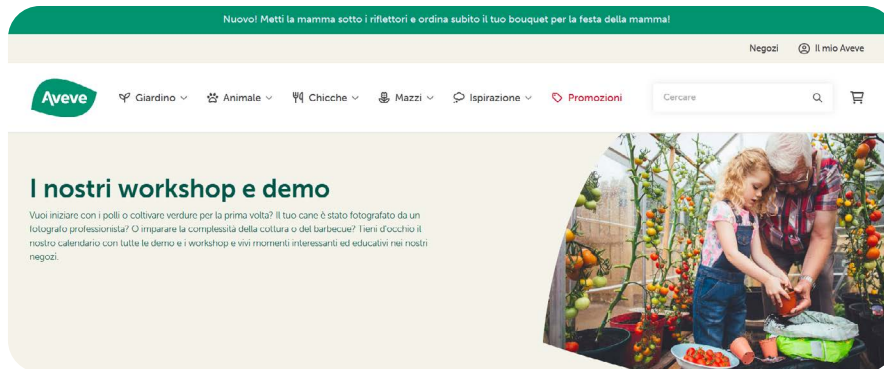 Nuovo! Metti la mamma sotto i riflettori e ordina subito il tuo bouquet per la festa della mamma!
Negozi Il mio Aveve
Aveve Giardino Animale Chicche Mazzi Ispirazione Promozioni Cercare
I nostri workshop e demo
Vuoi iniziare con i polli o coltivare verdure per la prima volta? Il tuo cane è stato fotografato da un
fotografo professionista? O imparare la complessità della cottura o del barbecue? Tieni d'occhio il
nostro calendario con tutte le demo e i workshop e vivi momenti interessanti ed educativi nei nostri
negozi.